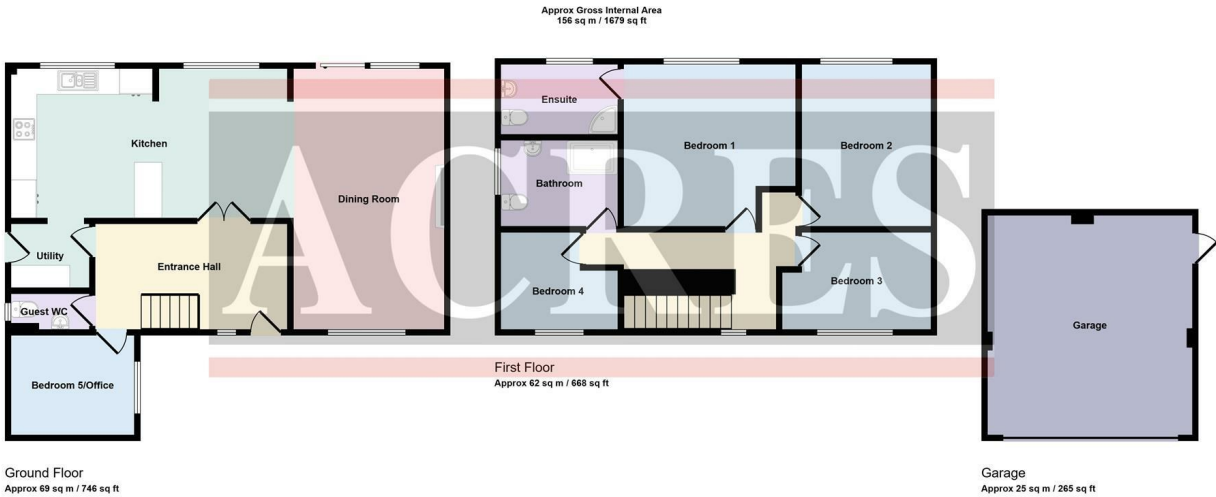 Approx Gross Internal Area
156 sq m / 1679 sq ft
Kitchen
Dining Room
Utility
Entrance Hall
Guest WC
Bedroom 5/Office
Ground Floor
Approx 69 sq m / 746 sq ft
Ensuite
Bedroom 1
Bedroom 2
Bathroom
Bedroom 4
Bedroom 3
First Floor
Approx 62 sq m / 668 sq ft
Garage
Garage
Approx 25 sq m / 265 sq ft
ACRES